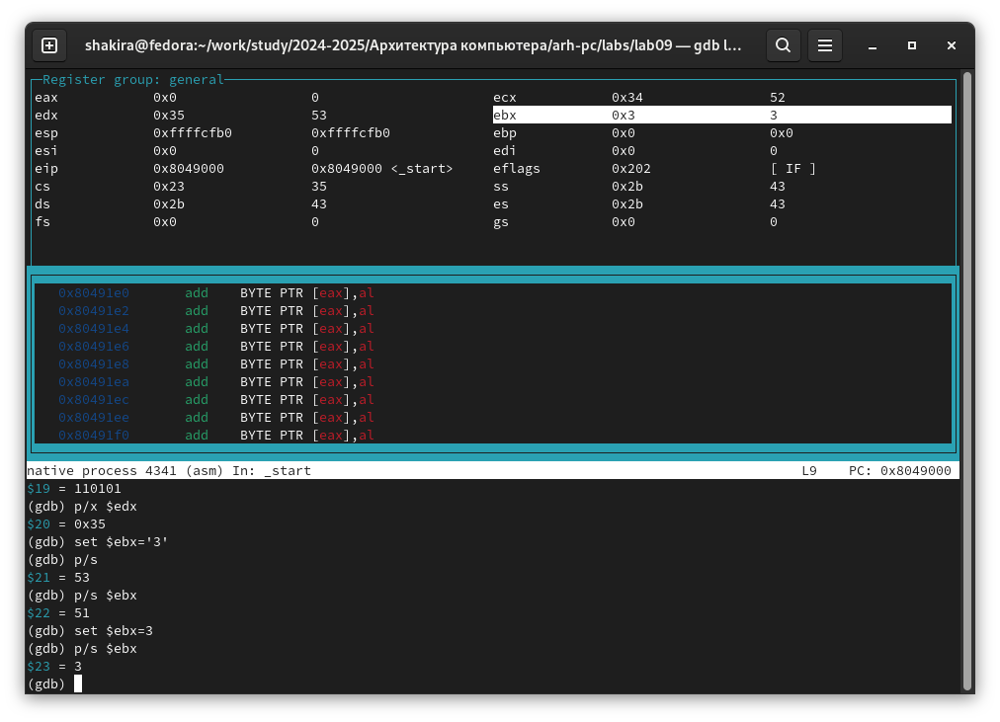 shakira@fedora:~/work/study/2024-2025/Архитектура компьютера/arh-pc/labs/lab09 — gdb l…
Register group: general
eax 0x0 0 ecx 0x34 52
edx 0x35 53 ebx 0x3 3
esp 0xffffcfb0 0xffffcfb0 ebp 0x0 0x0
esi 0x0 0 edi 0x0 0
eip 0x8049000 0x8049000 <_start> eflags 0x202 [ IF ]
cs 0x23 35 ss 0x2b 43
ds 0x2b 43 es 0x2b 43
fs 0x0 0 gs 0x0 0
0x80491e0 add BYTE PTR [eax],al
0x80491e2 add BYTE PTR [eax],al
0x80491e4 add BYTE PTR [eax],al
0x80491e6 add BYTE PTR [eax],al
0x80491e8 add BYTE PTR [eax],al
0x80491ea add BYTE PTR [eax],al
0x80491ec add BYTE PTR [eax],al
0x80491ee add BYTE PTR [eax],al
0x80491f0 add BYTE PTR [eax],al
native process 4341 (asm) In: _start L9 PC: 0x8049000
$19 = 110101
(gdb) p/x $edx
$20 = 0x35
(gdb) set $ebx='3'
(gdb) p/s
$21 = 53
(gdb) p/s $ebx
$22 = 51
(gdb) set $ebx=3
(gdb) p/s $ebx
$23 = 3
(gdb)